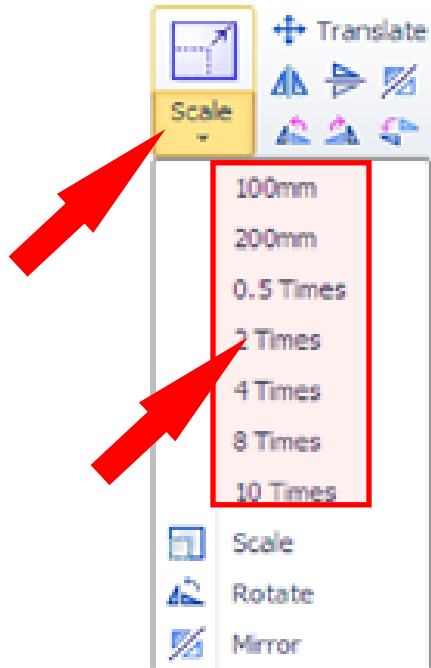 Translate
Scale
100mm
200mm
0.5 Times
2 Times
4 Times
8 Times
10 Times
Scale
Rotate
Mirror